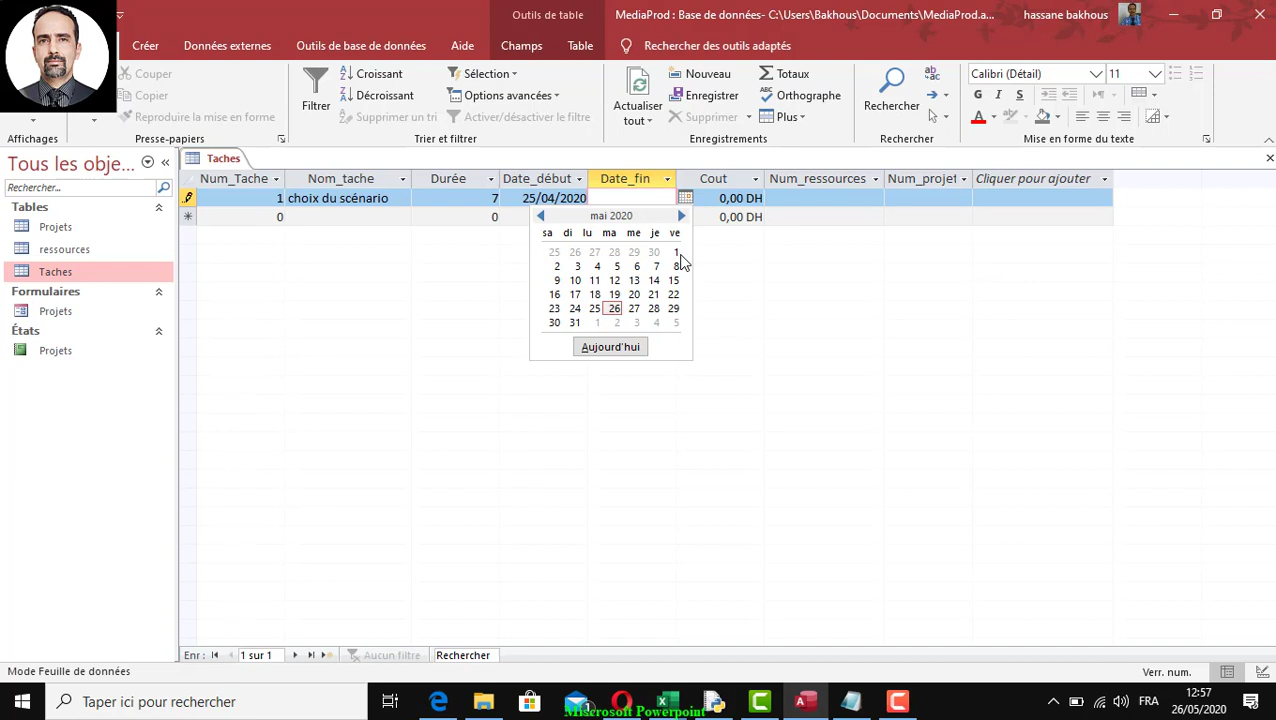 Outils de table
MediaProd : Base de données- C:\Users\Bakhous\Documents\MediaProd.a...
hassane bakhous
Créer
Données externes
Outils de base de données
Aide
Champs
Table
Rechercher des outils adaptés
Couper
Copier
Reproduire la mise en forme
Filtrer
Croissant
Décroissant
Supprimer un tri
Sélection
Options avancées
Activer/désactiver le filtre
Actualiser
tout
Nouveau
Enregistrer
Supprimer
Totaux
Orthographe
Plus
Rechercher
Calibri (Détail)
11
G I S
A
Affichages
Presse-papiers
Trier et filtrer
Enregistrements
Rechercher
Mise en forme du texte
Tous les obje...
Rechercher...
Tables
Projets
ressources
Taches
Formulaires
Projets
États
Projets
Taches
Num_Tache Nom_tache Durée Date_début Date_fin Cout Num_ressources Num_projet Cliquer pour ajouter
1 choix du scénario 7 25/04/2020 0,00 DH
0 0 0,00 DH
mai 2020
sa di lu ma me je ve
25 26 27 28 29 30 1
2 3 4 5 6 7 8
9 10 11 12 13 14 15
16 17 18 19 20 21 22
23 24 25 26 27 28 29
30 31 1 2 3 4 5
Aujourd'hui
Enr : 1 sur 1 Aucun filtre Rechercher
Mode Feuille de données
Verr. num.
Taper ici pour rechercher
1
Miscrosoft Powerpoint
FRA
12:57
26/05/2020